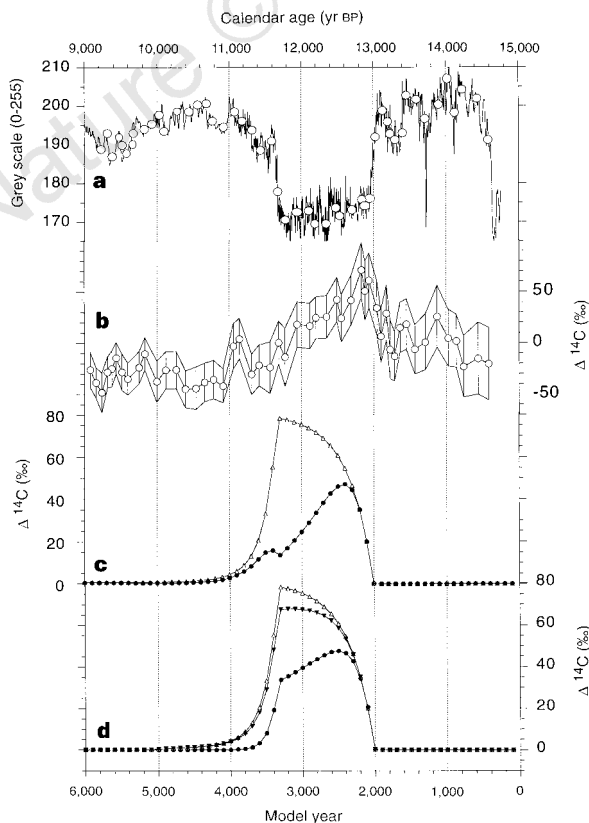 Calendar age (yr BP)
9,000 10,000 11,000 12,000 13,000 14,000 15,000
Grey scale (0-255)
210
200
190
180
170
a
Nature ©
b
Δ 14C (‰)
50
0
-50
Δ 14C (‰)
80
60
40
20
0
c
Δ 14C (‰)
80
60
40
20
0
d
6,000 5,000 4,000 3,000 2,000 1,000 0
Model year